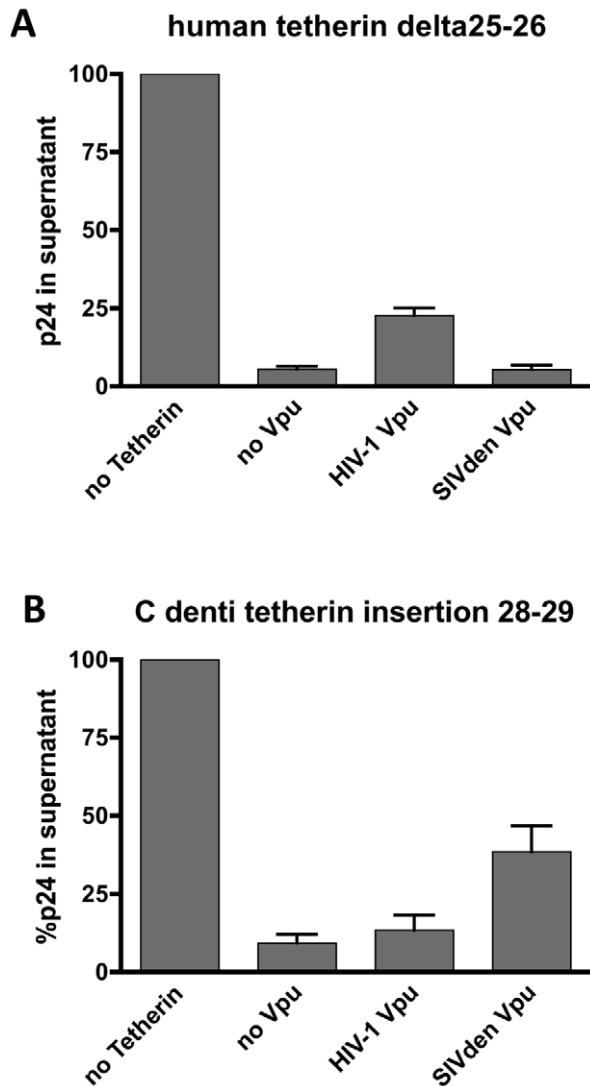 A human tetherin delta25-26
p24 in supernatant
100
75
50
25
0
no Tetherin
no Vpu
HIV-1 Vpu
SIVden Vpu
B C denti tetherin insertion 28-29
%p24 in supernatant
100
75
50
25
0
no Tetherin
no Vpu
HIV-1 Vpu
SIVden Vpu